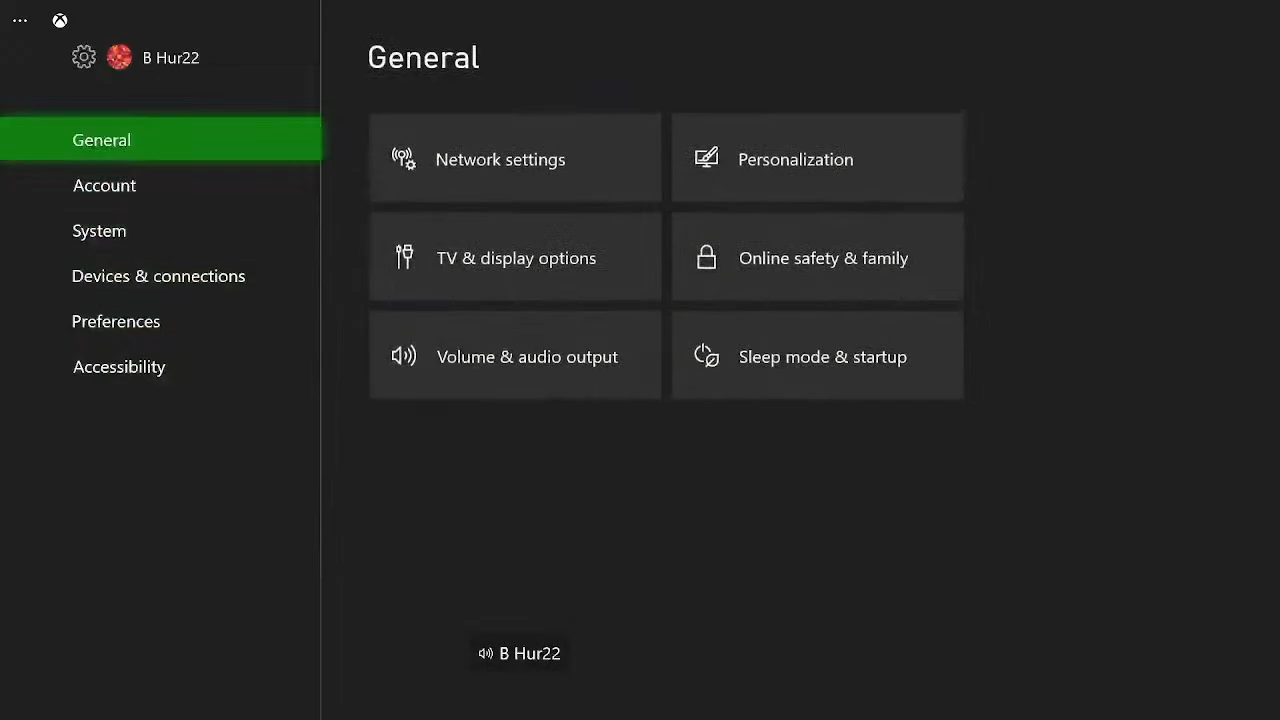 B Hur22
General
Account
System
Devices & connections
Preferences
Accessibility
General
Network settings
Personalization
TV & display options
Online safety & family
Volume & audio output
Sleep mode & startup
B Hur22